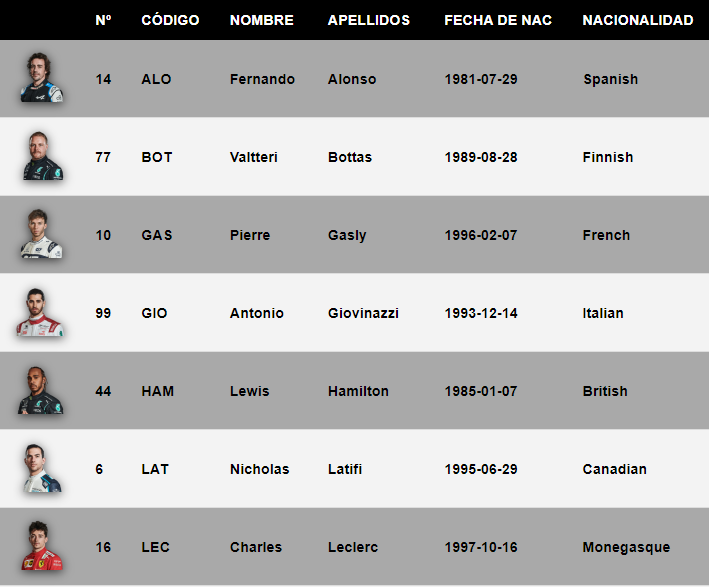 Nº CÓDIGO NOMBRE APELLIDOS FECHA DE NAC NACIONALIDAD
14 ALO Fernando Alonso 1981-07-29 Spanish
77 BOT Valtteri Bottas 1989-08-28 Finnish
10 GAS Pierre Gasly 1996-02-07 French
99 GIO Antonio Giovinazzi 1993-12-14 Italian
44 HAM Lewis Hamilton 1985-01-07 British
6 LAT Nicholas Latifi 1995-06-29 Canadian
16 LEC Charles Leclerc 1997-10-16 Monegasque